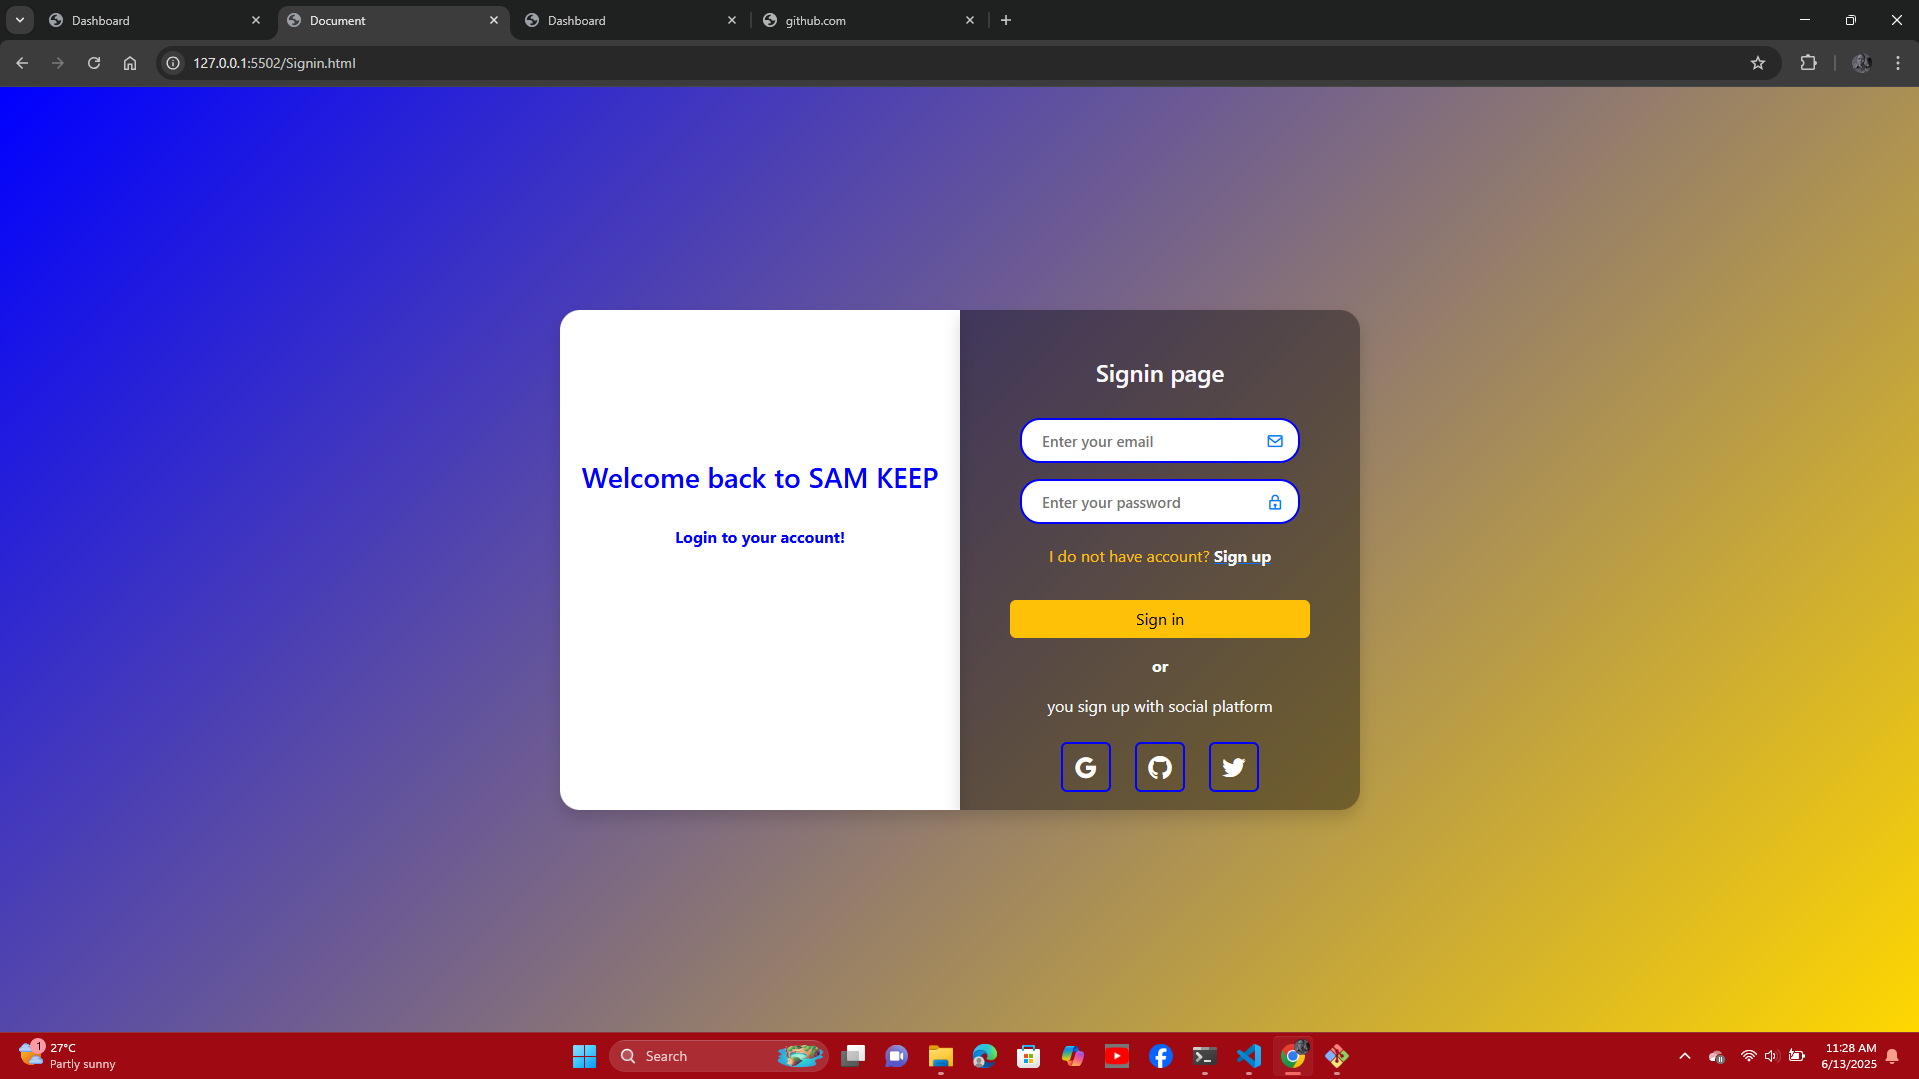 Dashboard
Document
Dashboard
github.com
127.0.0.1:5502/Signin.html
Welcome back to SAM KEEP
Login to your account!
Signin page
Enter your email
Enter your password
I do not have account? Sign up
Sign in
or
you sign up with social platform
1
27°C
Partly sunny
Search
11:28 AM
6/13/2025